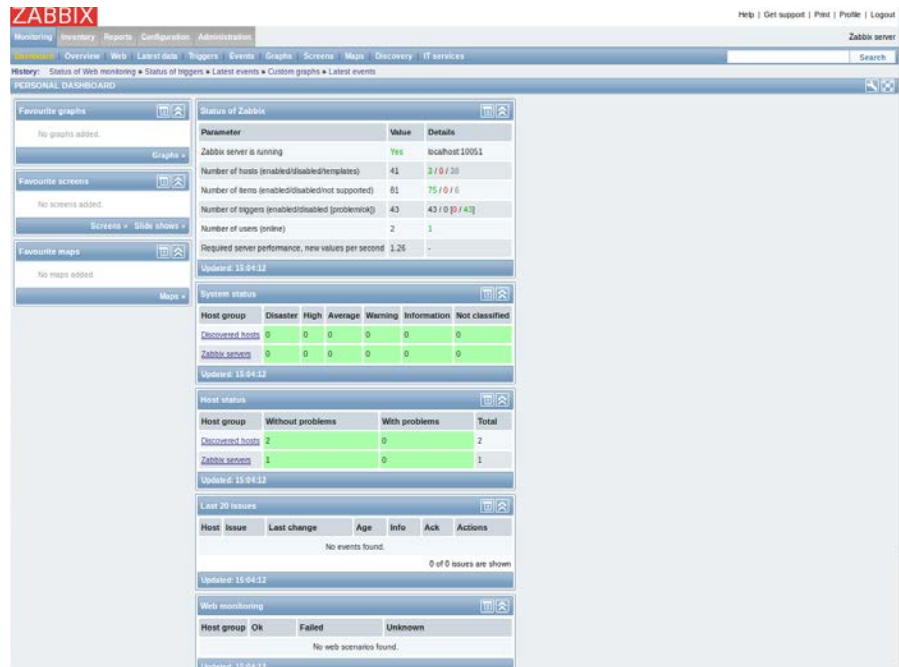 ZABBIX
Help | Get support | Print | Profile | Logout
Monitoring Inventory Reports Configuration Administration
Zabbix server
Dashboard Overview Web Latest data Triggers Events Graphs Screens Maps Discovery IT services
Search
History: Status of Web monitoring » Status of triggers » Latest events » Custom graphs » Latest events
PERSONAL DASHBOARD
Favourite graphs
No graphs added.
Graphs »
Favourite screens
No screens added.
Screens » Slide shows »
Favourite maps
No maps added.
Maps »
Status of Zabbix
Parameter Value Details
Zabbix server is running Yes localhost:10051
Number of hosts (enabled/disabled/templates) 41 3 / 0 / 38
Number of items (enabled/disabled/not supported) 81 75 / 0 / 6
Number of triggers (enabled/disabled [problem/ok]) 43 43 / 0 [0 / 43]
Number of users (online) 2 1
Required server performance, new values per second 1.26 -
Updated: 15:04:12
System status
Host group Disaster High Average Warning Information Not classified
Discovered hosts 0 0 0 0 0 0
Zabbix servers 0 0 0 0 0 0
Updated: 15:04:12
Host status
Host group Without problems With problems Total
Discovered hosts 2 0 2
Zabbix servers 1 0 1
Updated: 15:04:12
Last 20 issues
Host Issue Last change Age Info Ack Actions
No events found.
0 of 0 issues are shown
Updated: 15:04:12
Web monitoring
Host group Ok Failed Unknown
No web scenarios found.
Updated: 15:04:12